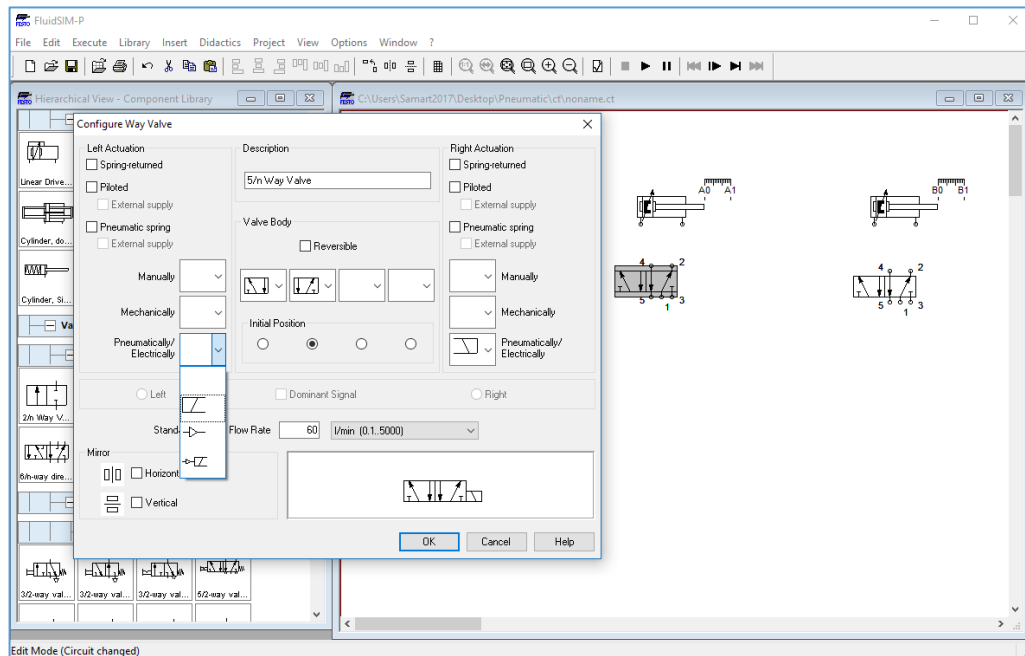 FluidSIM-P
File Edit Execute Library Insert Didactics Project View Options Window ?
Hierarchical View - Component Library
C:\Users\Samart2017\Desktop\Pneumatic\ct\noname.ct
Configure Way Valve
Left Actuation
Spring-returned
Piloted
External supply
Pneumatic spring
External supply
Manually
Mechanically
Pneumatically/
Electrically
Description
5/n Way Valve
Valve Body
Reversible
Initial Position
Right Actuation
Spring-returned
Piloted
External supply
Pneumatic spring
External supply
Manually
Mechanically
Pneumatically/
Electrically
Left
Dominant Signal
Right
Flow Rate 60 l/min (0.1..5000)
Mirror
Horizont
Vertical
OK Cancel Help
Linear Drive...
Cylinder, do...
Cylinder, Si...
Va
2/n Way V...
6/n-way dire...
3/2-way val... 3/2-way val... 3/2-way val... 5/2-way val...
A0 A1
B0 B1
4 2
5 3
1
4 2
5 3
1
Edit Mode (Circuit changed)